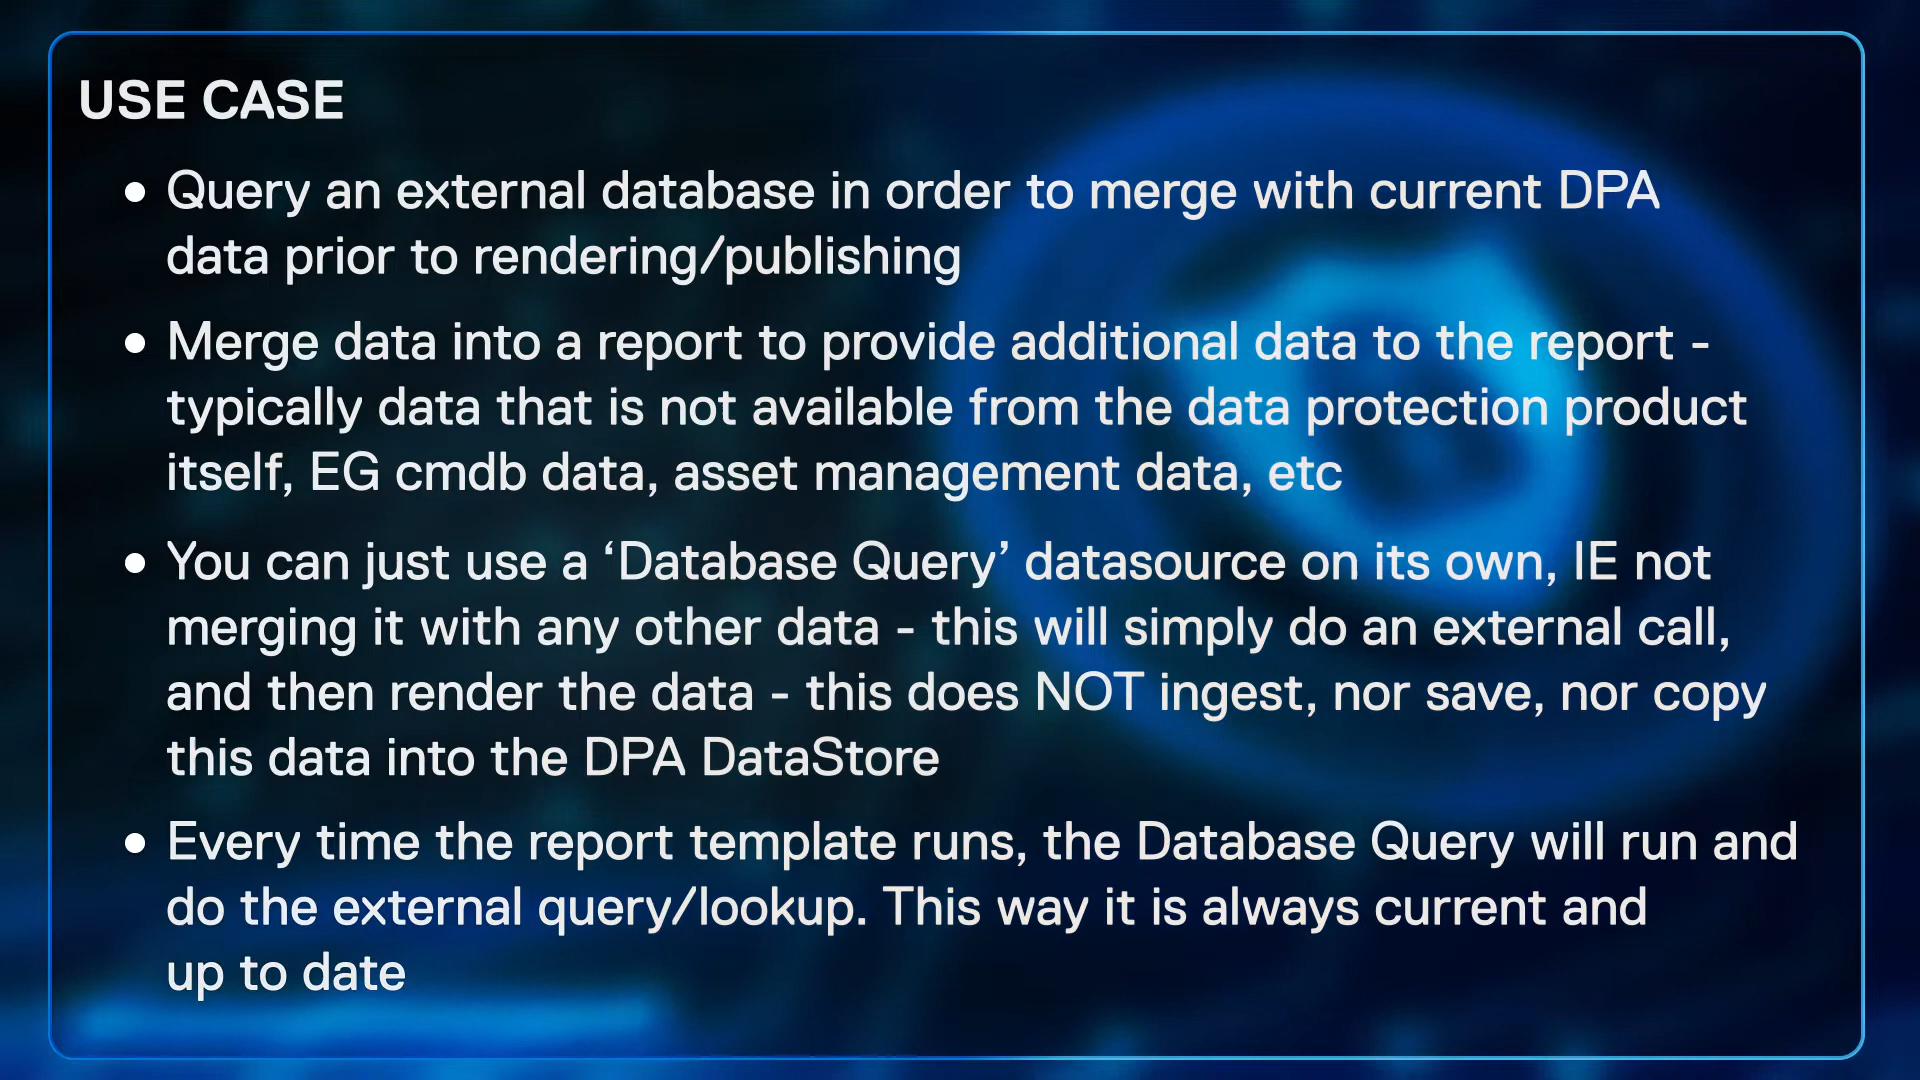 USE CASE
• Query an external database in order to merge with current DPA
data prior to rendering/publishing
• Merge data into a report to provide additional data to the report -
typically data that is not available from the data protection product
itself, EG cmdb data, asset management data, etc
• You can just use a ‘Database Query’ datasource on its own, IE not
merging it with any other data - this will simply do an external call,
and then render the data - this does NOT ingest, nor save, nor copy
this data into the DPA DataStore
• Every time the report template runs, the Database Query will run and
do the external query/lookup. This way it is always current and
up to date